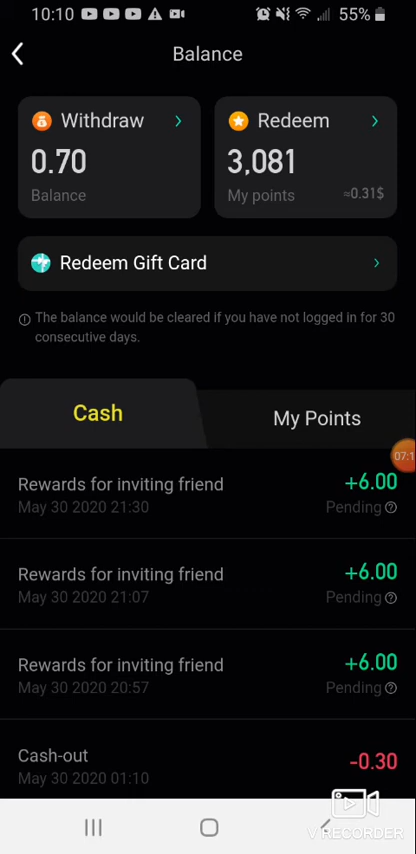 10:10 55%
Balance
Withdraw
0.70
Balance
Redeem
3,081
My points ≈0.31$
Redeem Gift Card
The balance would be cleared if you have not logged in for 30
consecutive days.
Cash My Points
07:1
Rewards for inviting friend +6.00
May 30 2020 21:30 Pending
Rewards for inviting friend +6.00
May 30 2020 21:07 Pending
Rewards for inviting friend +6.00
May 30 2020 20:57 Pending
Cash-out -0.30
May 30 2020 01:10
V RECORDER